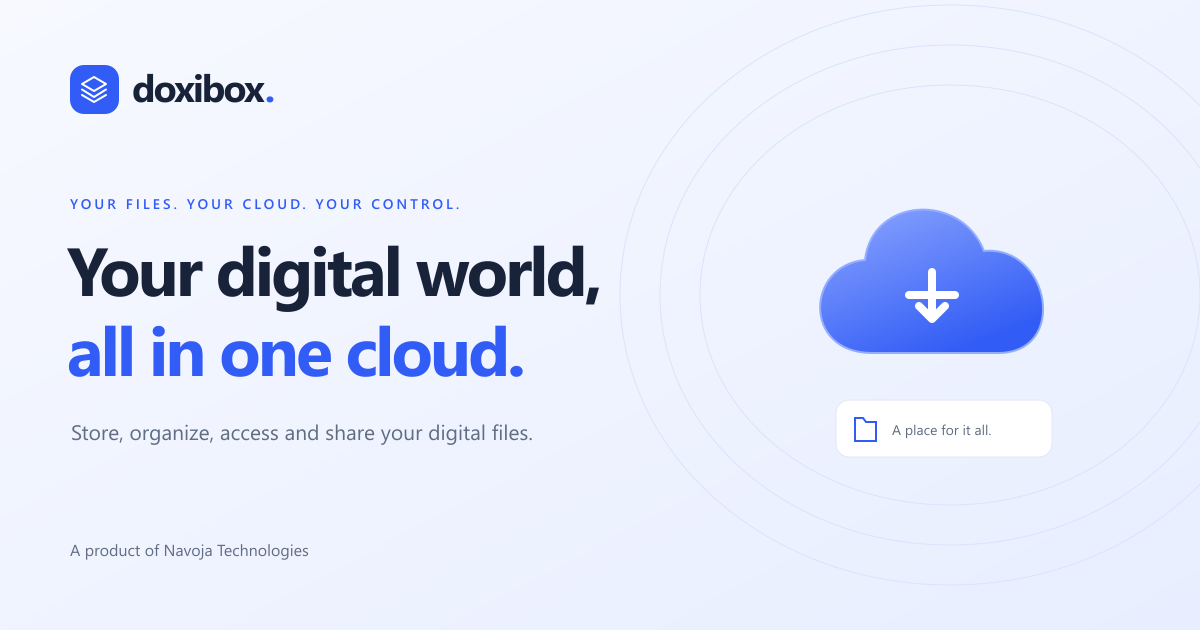 doxibox.
YOUR FILES. YOUR CLOUD. YOUR CONTROL.
Your digital world,
all in one cloud.
Store, organize, access and share your digital files.
A place for it all.
A product of Navoja Technologies